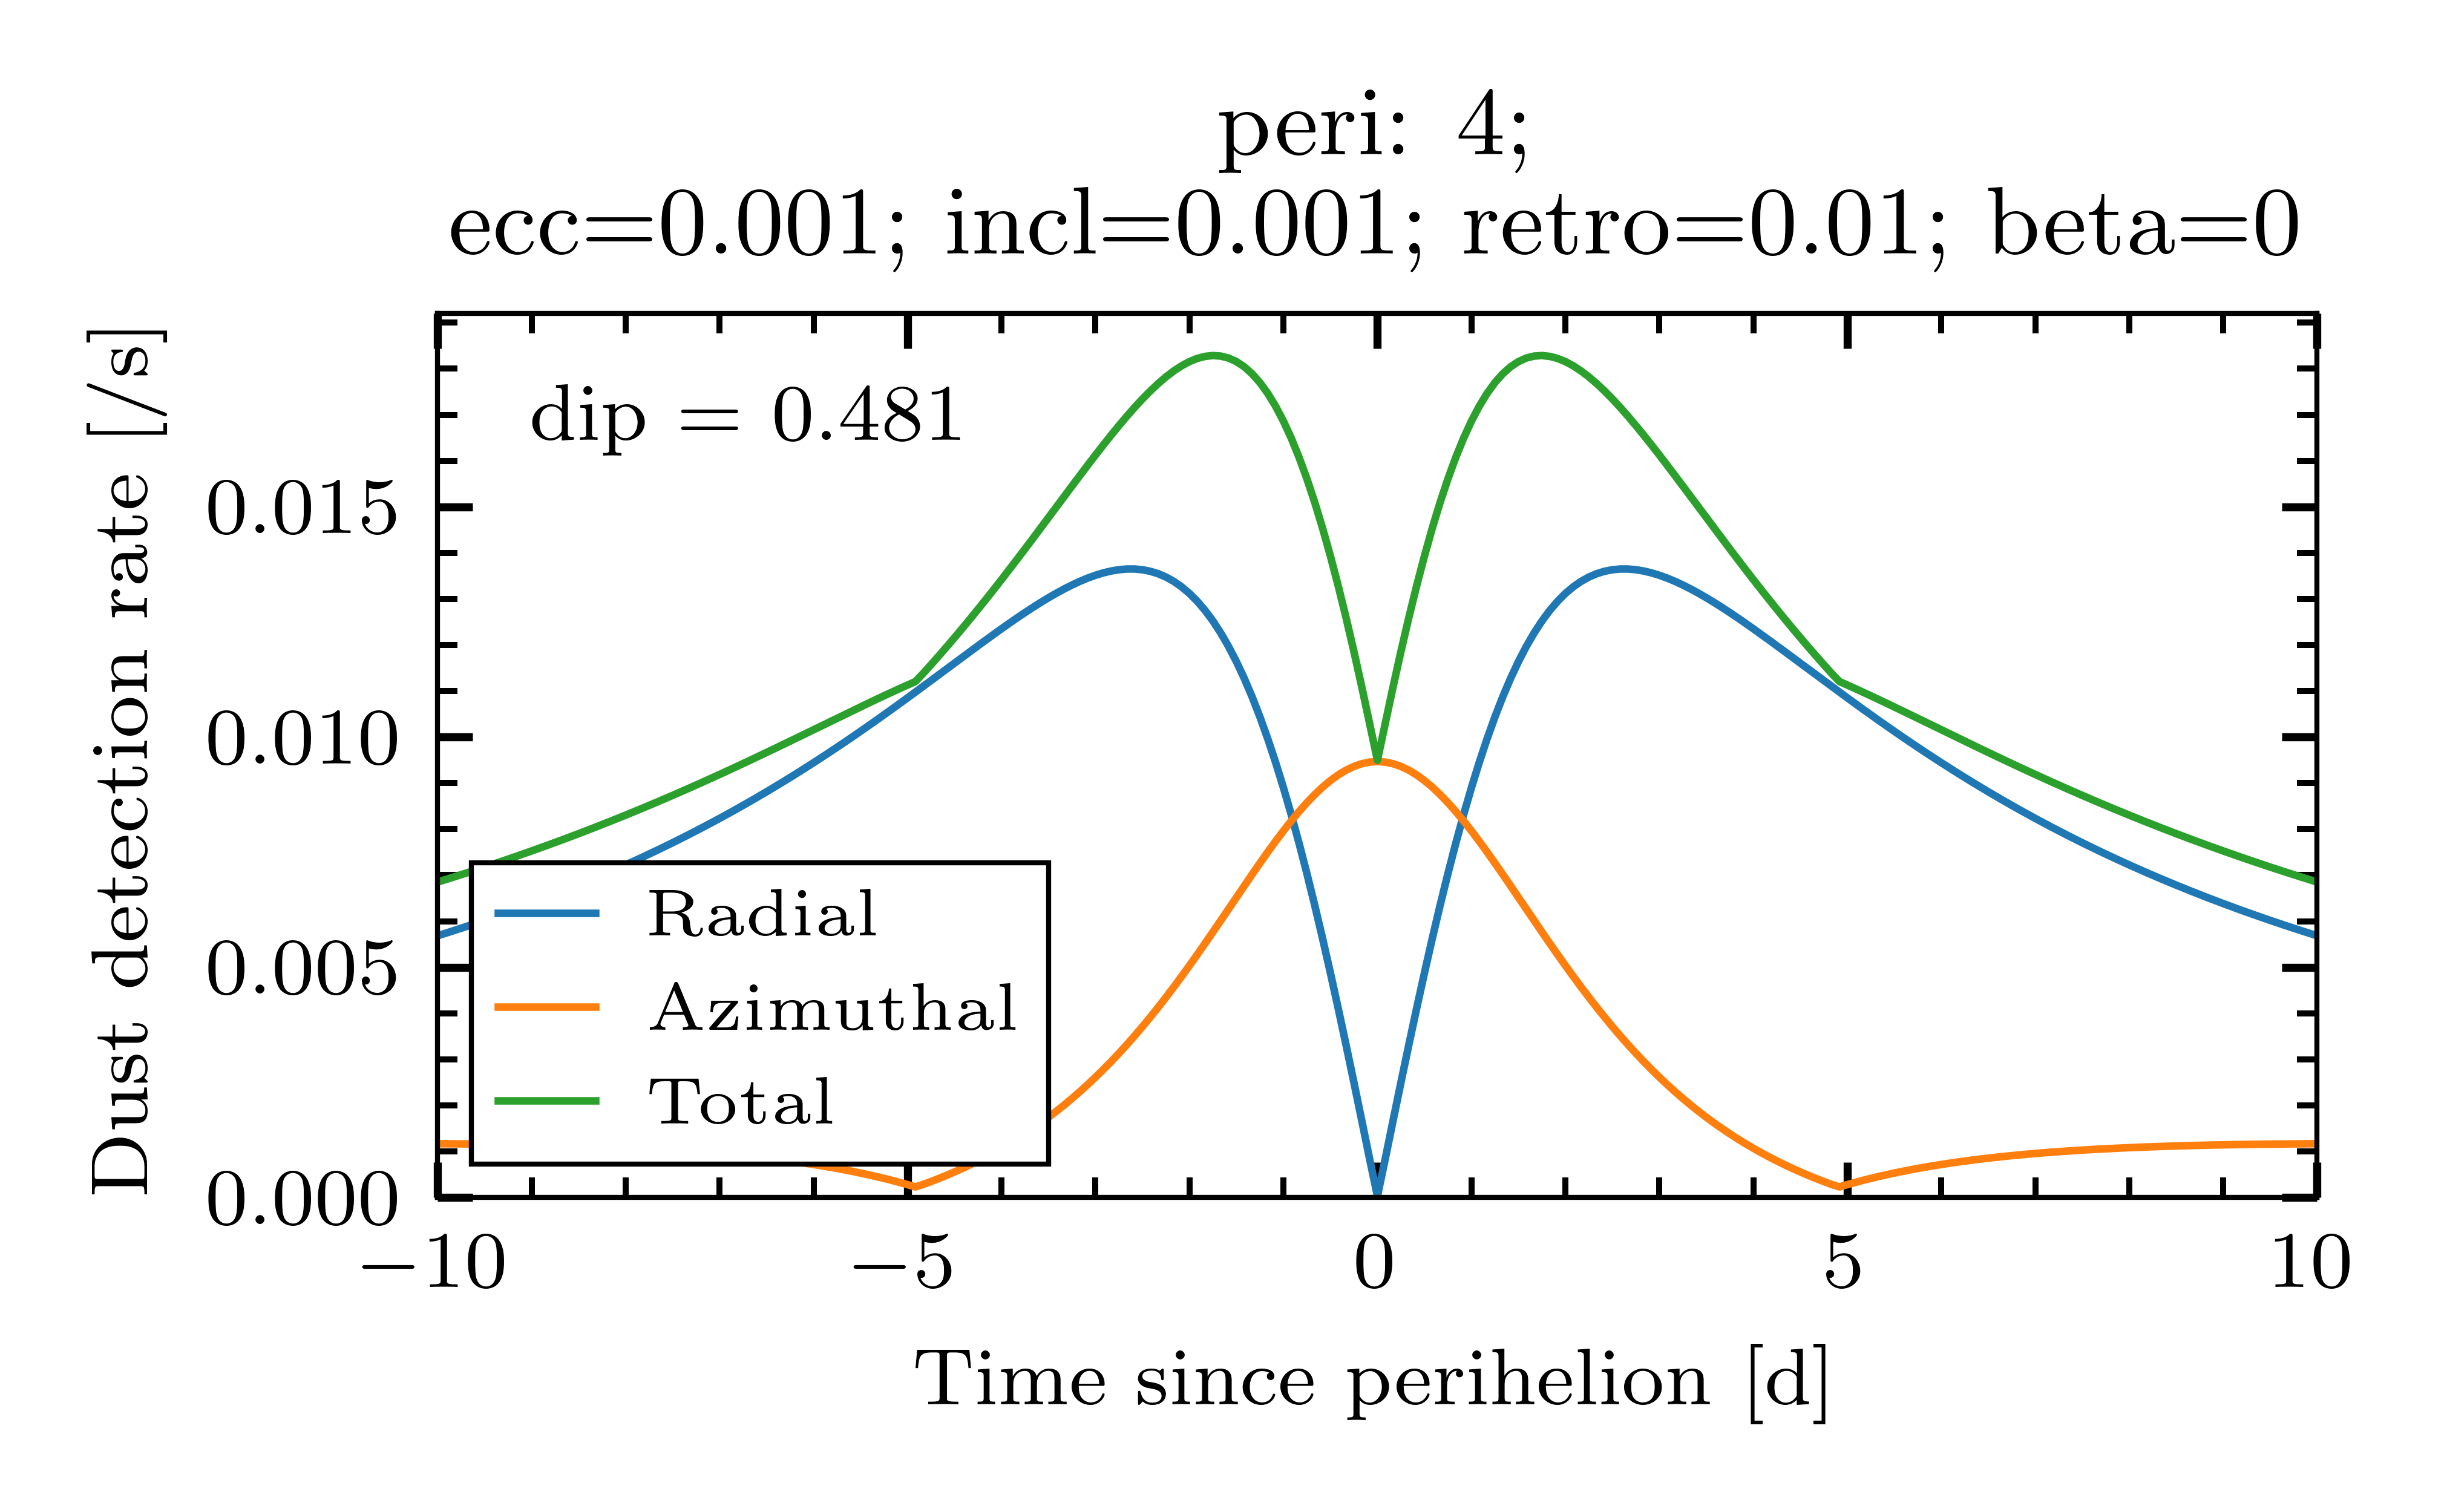 peri: 4;
ecc=0.001; incl=0.001; retro=0.01; beta=0
Dust detection rate [/s]
dip = 0.481
0.015
0.010
0.005
0.000
Radial
Azimuthal
Total
−10
−5
0
5
10
Time since perihelion [d]